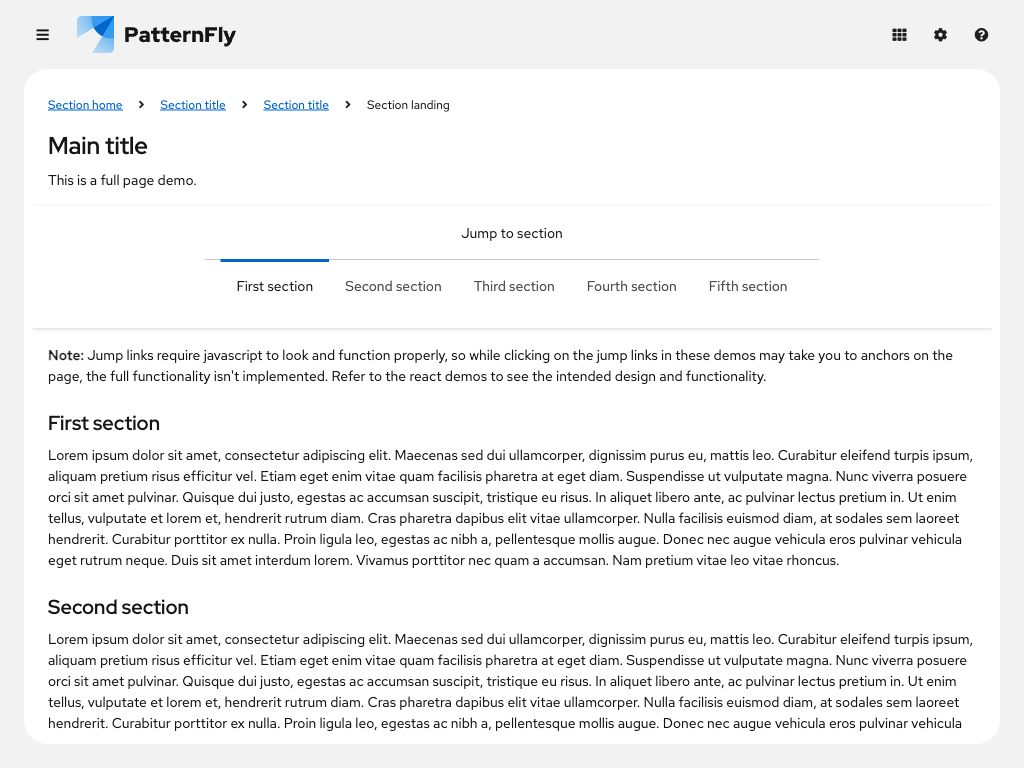 PatternFly
Section home
Section title
Section title
Section landing
Main title
This is a full page demo.
Jump to section
First section
Second section
Third section
Fourth section
Fifth section
Note: Jump links require javascript to look and function properly, so while clicking on the jump links in these demos may take you to anchors on the
page, the full functionality isn't implemented. Refer to the react demos to see the intended design and functionality.
First section
Lorem ipsum dolor sit amet, consectetur adipiscing elit. Maecenas sed dui ullamcorper, dignissim purus eu, mattis leo. Curabitur eleifend turpis ipsum,
aliquam pretium risus efficitur vel. Etiam eget enim vitae quam facilisis pharetra at eget diam. Suspendisse ut vulputate magna. Nunc viverra posuere
orci sit amet pulvinar. Quisque dui justo, egestas ac accumsan suscipit, tristique eu risus. In aliquet libero ante, ac pulvinar lectus pretium in. Ut enim
tellus, vulputate et lorem et, hendrerit rutrum diam. Cras pharetra dapibus elit vitae ullamcorper. Nulla facilisis euismod diam, at sodales sem laoreet
hendrerit. Curabitur porttitor ex nulla. Proin ligula leo, egestas ac nibh a, pellentesque mollis augue. Donec nec augue vehicula eros pulvinar vehicula
eget rutrum neque. Duis sit amet interdum lorem. Vivamus porttitor nec quam a accumsan. Nam pretium vitae leo vitae rhoncus.
Second section
Lorem ipsum dolor sit amet, consectetur adipiscing elit. Maecenas sed dui ullamcorper, dignissim purus eu, mattis leo. Curabitur eleifend turpis ipsum,
aliquam pretium risus efficitur vel. Etiam eget enim vitae quam facilisis pharetra at eget diam. Suspendisse ut vulputate magna. Nunc viverra posuere
orci sit amet pulvinar. Quisque dui justo, egestas ac accumsan suscipit, tristique eu risus. In aliquet libero ante, ac pulvinar lectus pretium in. Ut enim
tellus, vulputate et lorem et, hendrerit rutrum diam. Cras pharetra dapibus elit vitae ullamcorper. Nulla facilisis euismod diam, at sodales sem laoreet
hendrerit. Curabitur porttitor ex nulla. Proin ligula leo, egestas ac nibh a, pellentesque mollis augue. Donec nec augue vehicula eros pulvinar vehicula